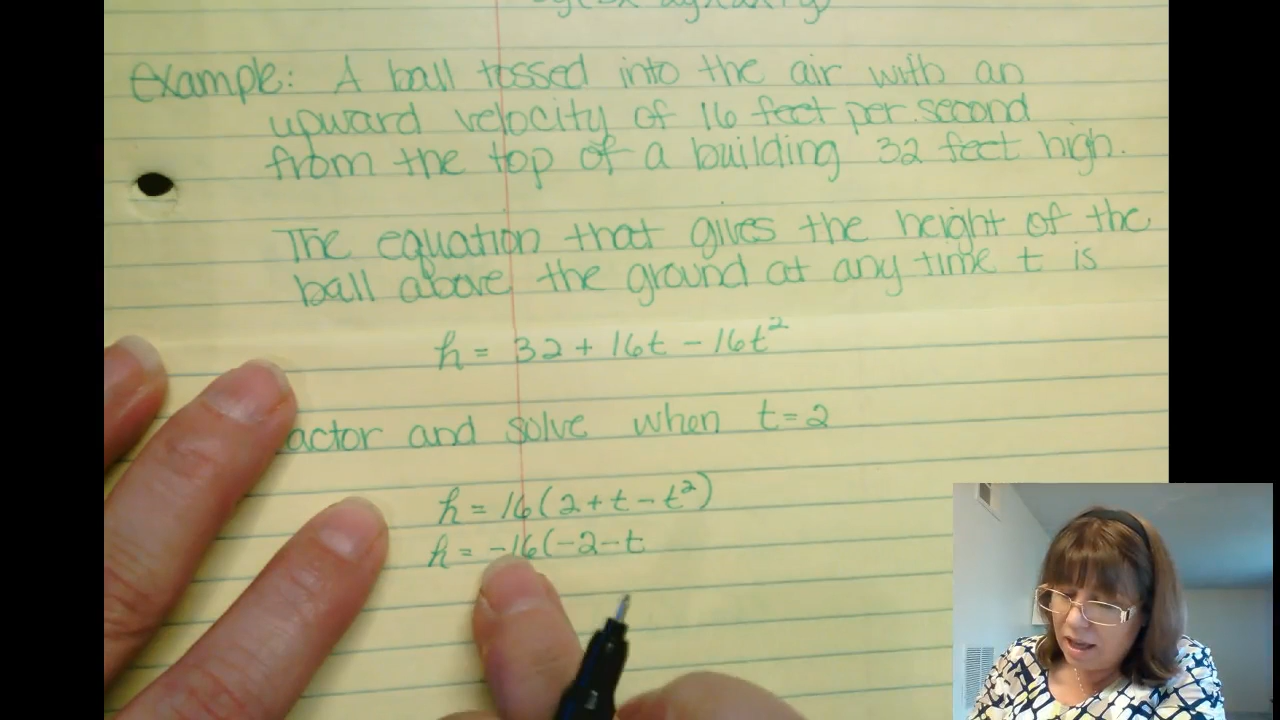 example: A ball tossed into the air with an
upward velocity of 16 feet per second
from the top of a building 32 feet high.
The equation that gives the height of the
ball above the ground at any time t is
h = 32 + 16t - 16t²
actor and solve when t=2
h = 16(2+t-t²)
h = -16(-2-t